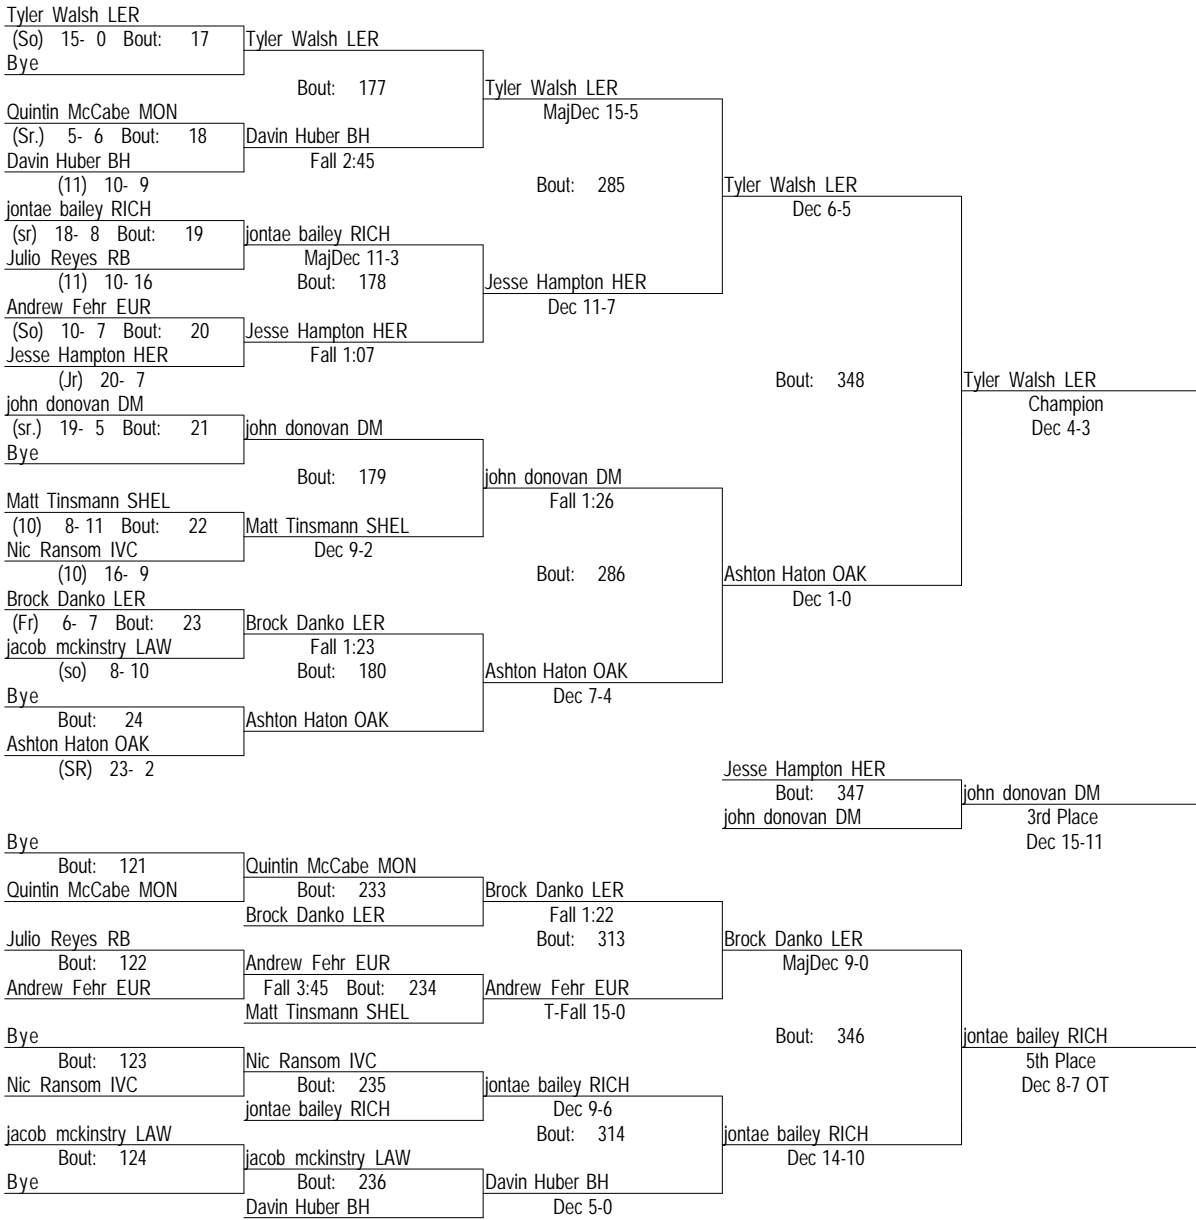 Tyler Walsh LER
(So) 15- 0 Bout: 17 Tyler Walsh LER
Bye
Bout: 177 Tyler Walsh LER
Quintin McCabe MON MajDec 15-5
(Sr.) 5- 6 Bout: 18 Davin Huber BH
Davin Huber BH Fall 2:45
(11) 10- 9 Bout: 285 Tyler Walsh LER
jontae bailey RICH Dec 6-5
(sr) 18- 8 Bout: 19 jontae bailey RICH
Julio Reyes RB MajDec 11-3
(11) 10-16 Bout: 178 Jesse Hampton HER
Andrew Fehr EUR Dec 11-7
(So) 10- 7 Bout: 20 Jesse Hampton HER
Jesse Hampton HER Fall 1:07
(Jr) 20- 7 Bout: 348 Tyler Walsh LER
john donovan DM Champion
(sr.) 19- 5 Bout: 21 john donovan DM Dec 4-3
Bye
Bout: 179 john donovan DM
Matt Tinsmann SHEL Fall 1:26
(10) 8-11 Bout: 22 Matt Tinsmann SHEL
Nic Ransom IVC Dec 9-2
(10) 16- 9 Bout: 286 Ashton Haton OAK
Brock Danko LER Dec 1-0
(Fr) 6- 7 Bout: 23 Brock Danko LER
jacob mckinstry LAW Fall 1:23
(so) 8-10 Bout: 180 Ashton Haton OAK
Bye Dec 7-4
Bout: 24 Ashton Haton OAK
Ashton Haton OAK
(SR) 23- 2 Jesse Hampton HER
Bout: 347 john donovan DM
john donovan DM 3rd Place
Bye Dec 15-11
Bout: 121 Quintin McCabe MON
Quintin McCabe MON Bout: 233 Brock Danko LER
Brock Danko LER Fall 1:22
Julio Reyes RB Bout: 313 Brock Danko LER
Bout: 122 Andrew Fehr EUR MajDec 9-0
Andrew Fehr EUR Fall 3:45 Bout: 234 Andrew Fehr EUR
Matt Tinsmann SHEL T-Fall 15-0
Bye Bout: 346 jontae bailey RICH
Bout: 123 Nic Ransom IVC 5th Place
Nic Ransom IVC Bout: 235 jontae bailey RICH Dec 8-7 OT
jontae bailey RICH Dec 9-6
jacob mckinstry LAW Bout: 314 jontae bailey RICH
Bout: 124 jacob mckinstry LAW Dec 14-10
Bye Bout: 236 Davin Huber BH
Davin Huber BH Dec 5-0